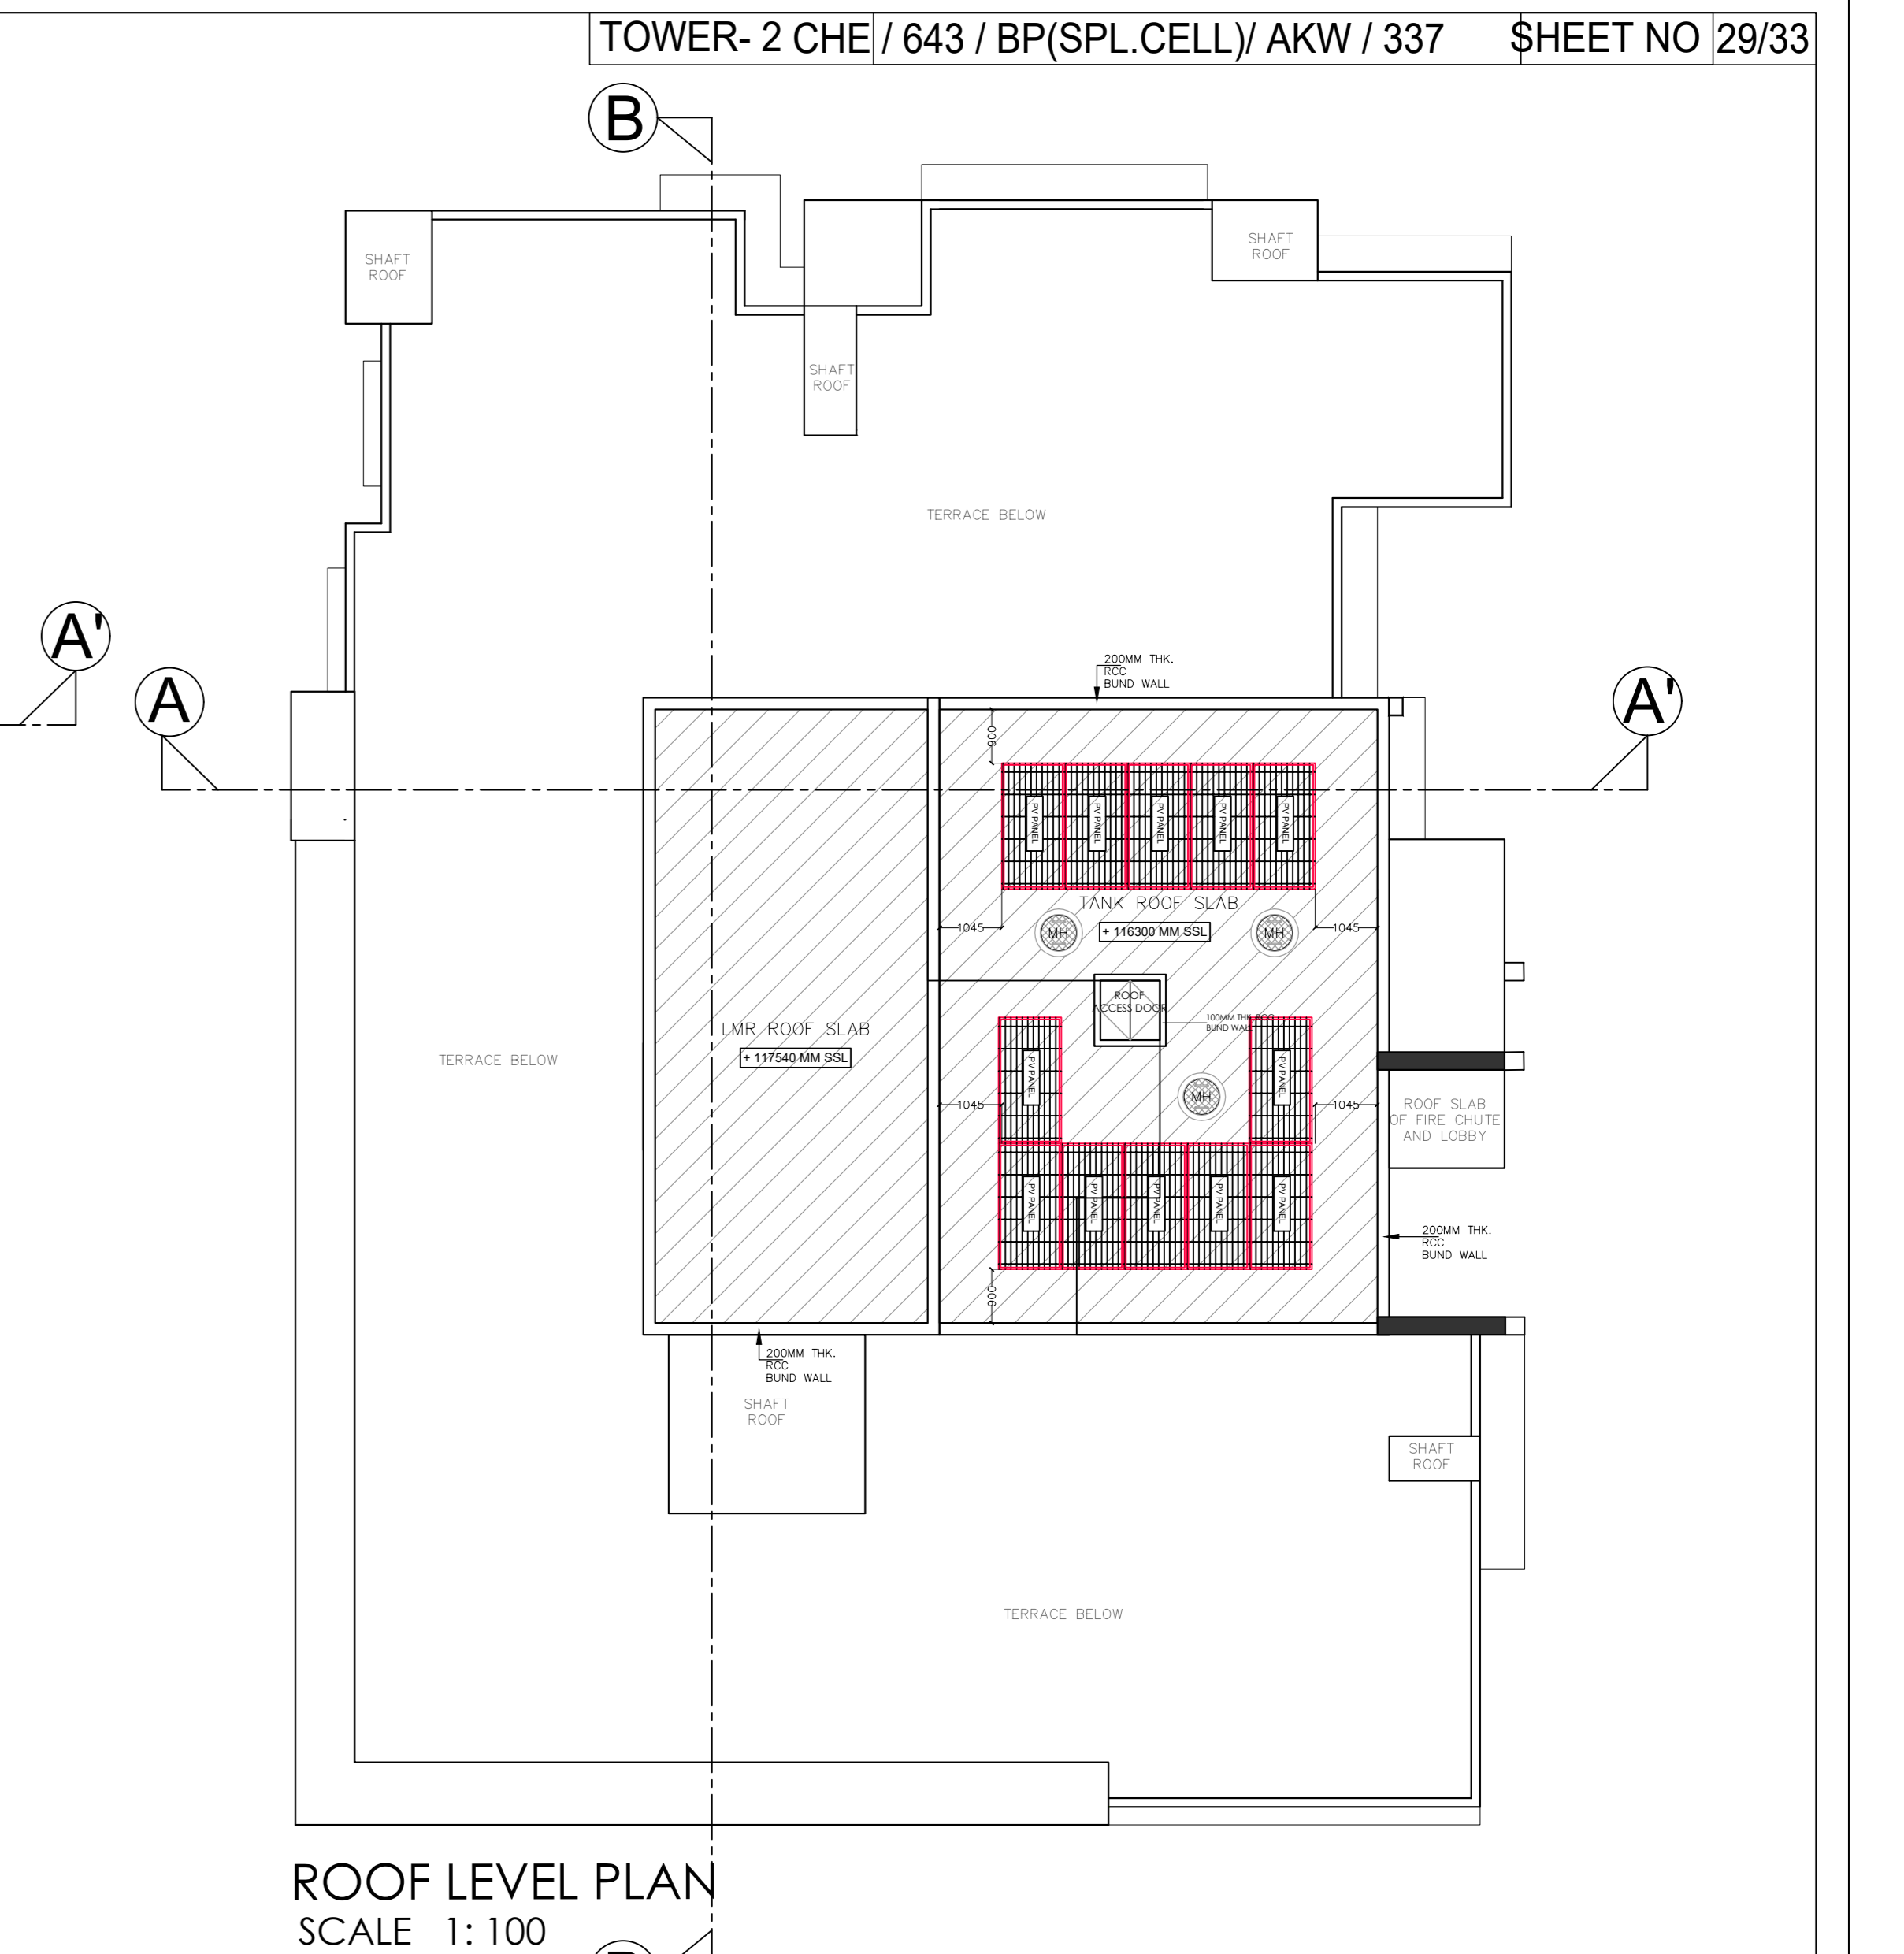 TOWER- 2 CHE / 643 / BP(SPL.CELL)/ AKW / 337 SHEET NO 29/33
B
SHAFT
ROOF
SHAFT
ROOF
SHAFT
ROOF
TERRACE BELOW
A'
A
A'
200MM THK.
RCC
BUND WALL
900
PV PANEL
PV PANEL
PV PANEL
PV PANEL
PV PANEL
TANK ROOF SLAB
+ 116300 MM SSL
1045
MH
MH
1045
ROOF
ACCESS DOOR
100MM THK. RCC
BUND WALL
LMR ROOF SLAB
+ 117540 MM SSL
TERRACE BELOW
PV PANEL
PV PANEL
MH
1045
1045
ROOF SLAB
OF FIRE CHUTE
AND LOBBY
PV PANEL
PV PANEL
PV PANEL
PV PANEL
PV PANEL
200MM THK.
RCC
BUND WALL
900
200MM THK.
RCC
BUND WALL
SHAFT
ROOF
SHAFT
ROOF
TERRACE BELOW
ROOF LEVEL PLAN
SCALE 1: 100